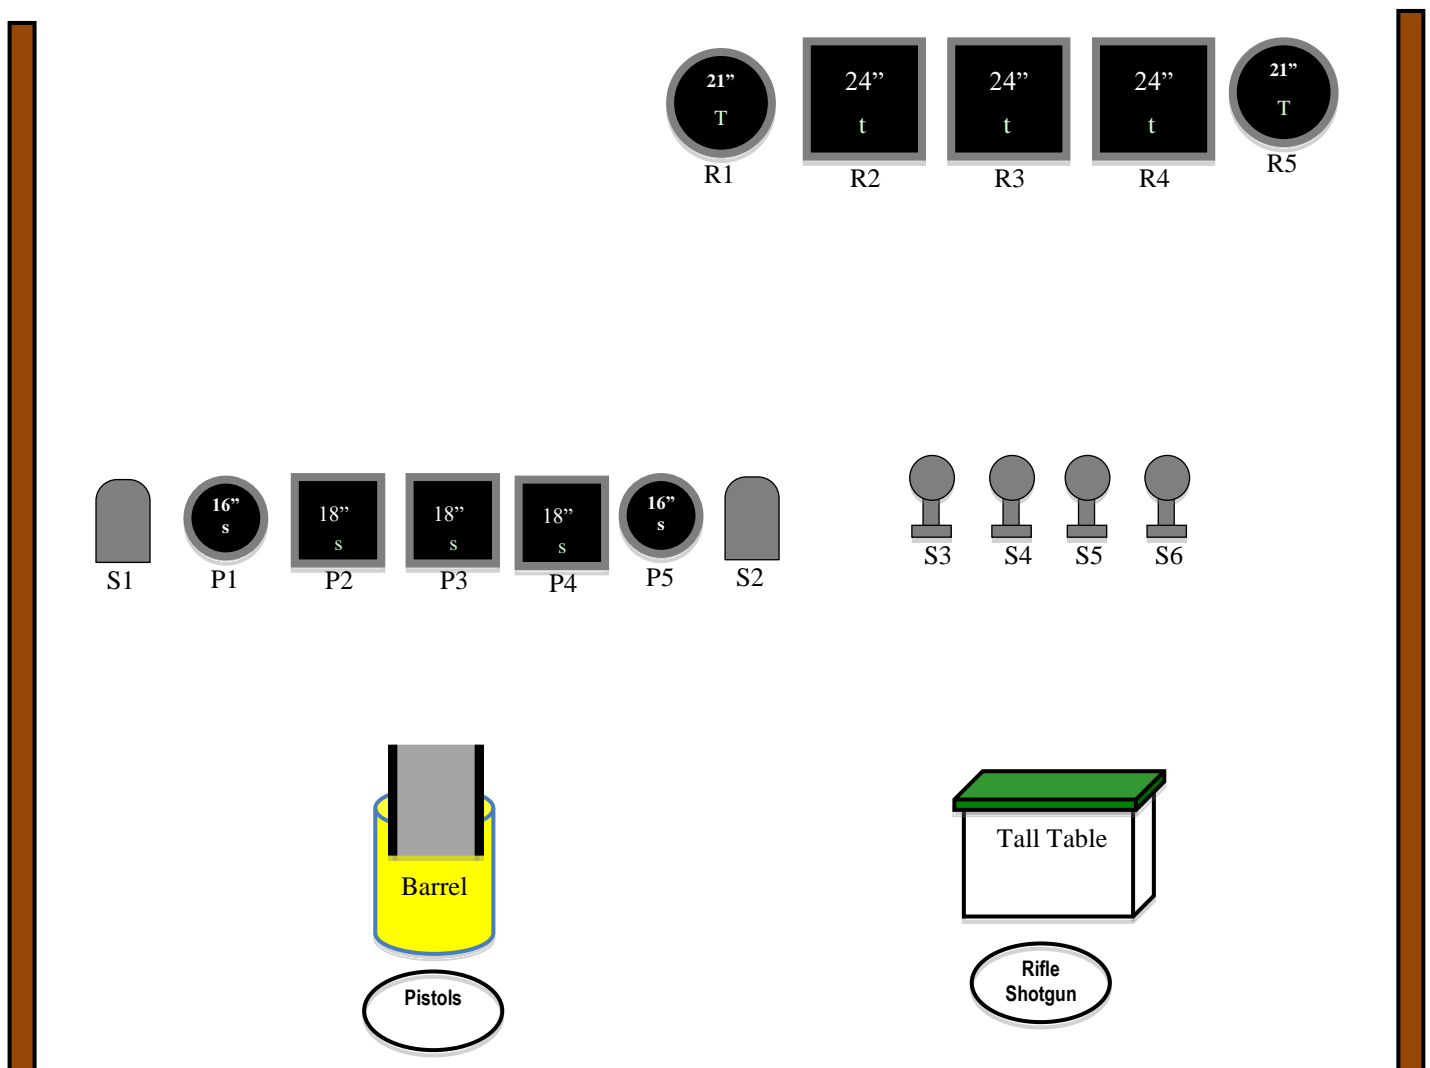 21”
T
R1
24”
t
R2
24”
t
R3
24”
t
R4
21”
T
R5
S1
16”
s
P1
18”
s
P2
18”
s
P3
18”
s
P4
16”
s
P5
S2
S3
S4
S5
S6
Barrel
Tall Table
Pistols
Rifle
Shotgun